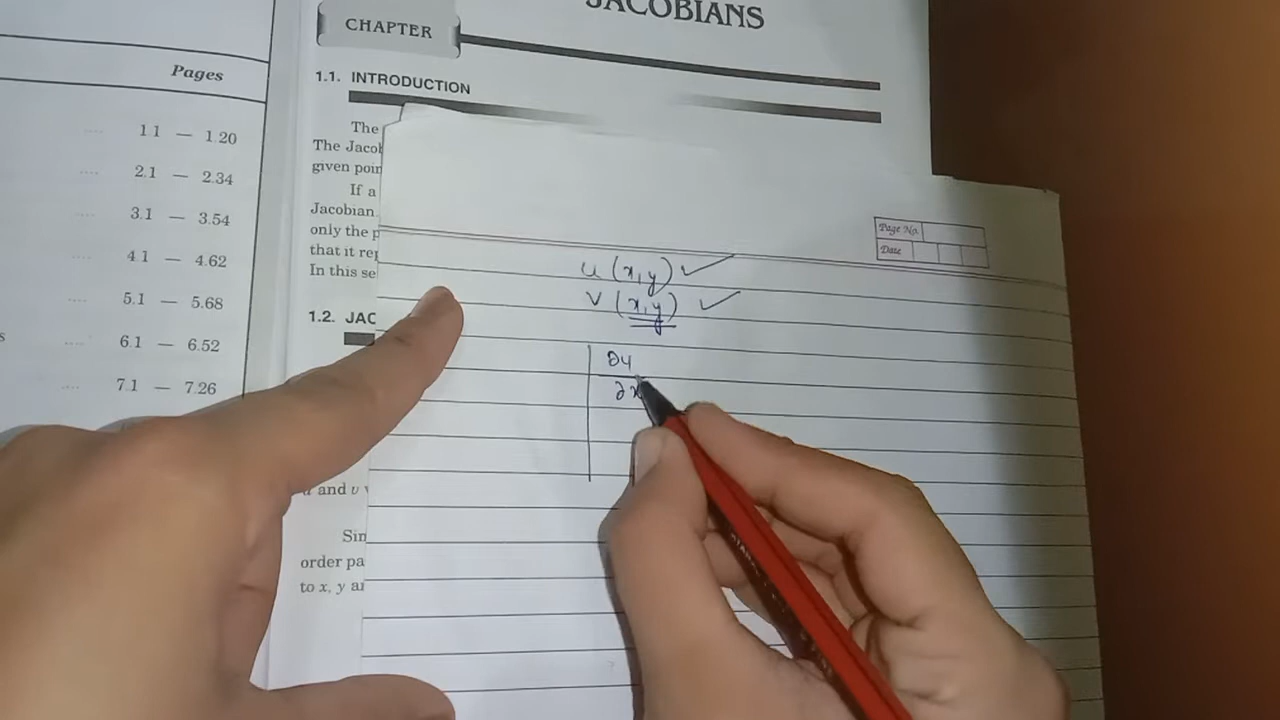 JACOBIANS
CHAPTER
Pages
1.1 — 1.20
2.1 — 2.34
3.1 — 3.54
4.1 — 4.62
5.1 — 5.68
6.1 — 6.52
7.1 — 7.26
1.1. INTRODUCTION
The
The Jacob
given poin
If a
Jacobian
only the p
that it rep
In this se
1.2. JAC
and v
Sin
order pa
to x, y a
Page No.
Date
u (x,y) ✓
v (x,y) ✓
∂u
∂x